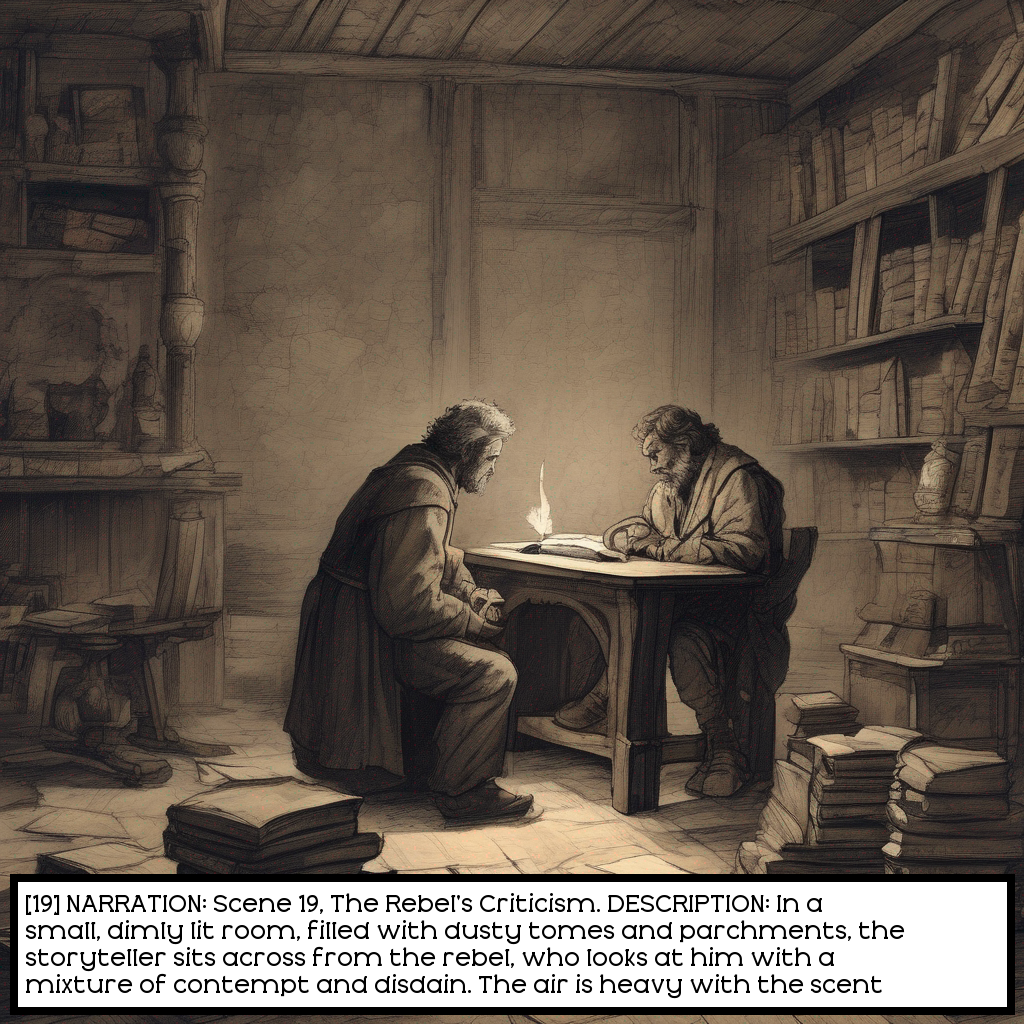 [19] NARRATION: Scene 19, The Rebel's Criticism. DESCRIPTION: In a
small, dimly lit room, filled with dusty tomes and parchments, the
storyteller sits across from the rebel, who looks at him with a
mixture of contempt and disdain. The air is heavy with the scent